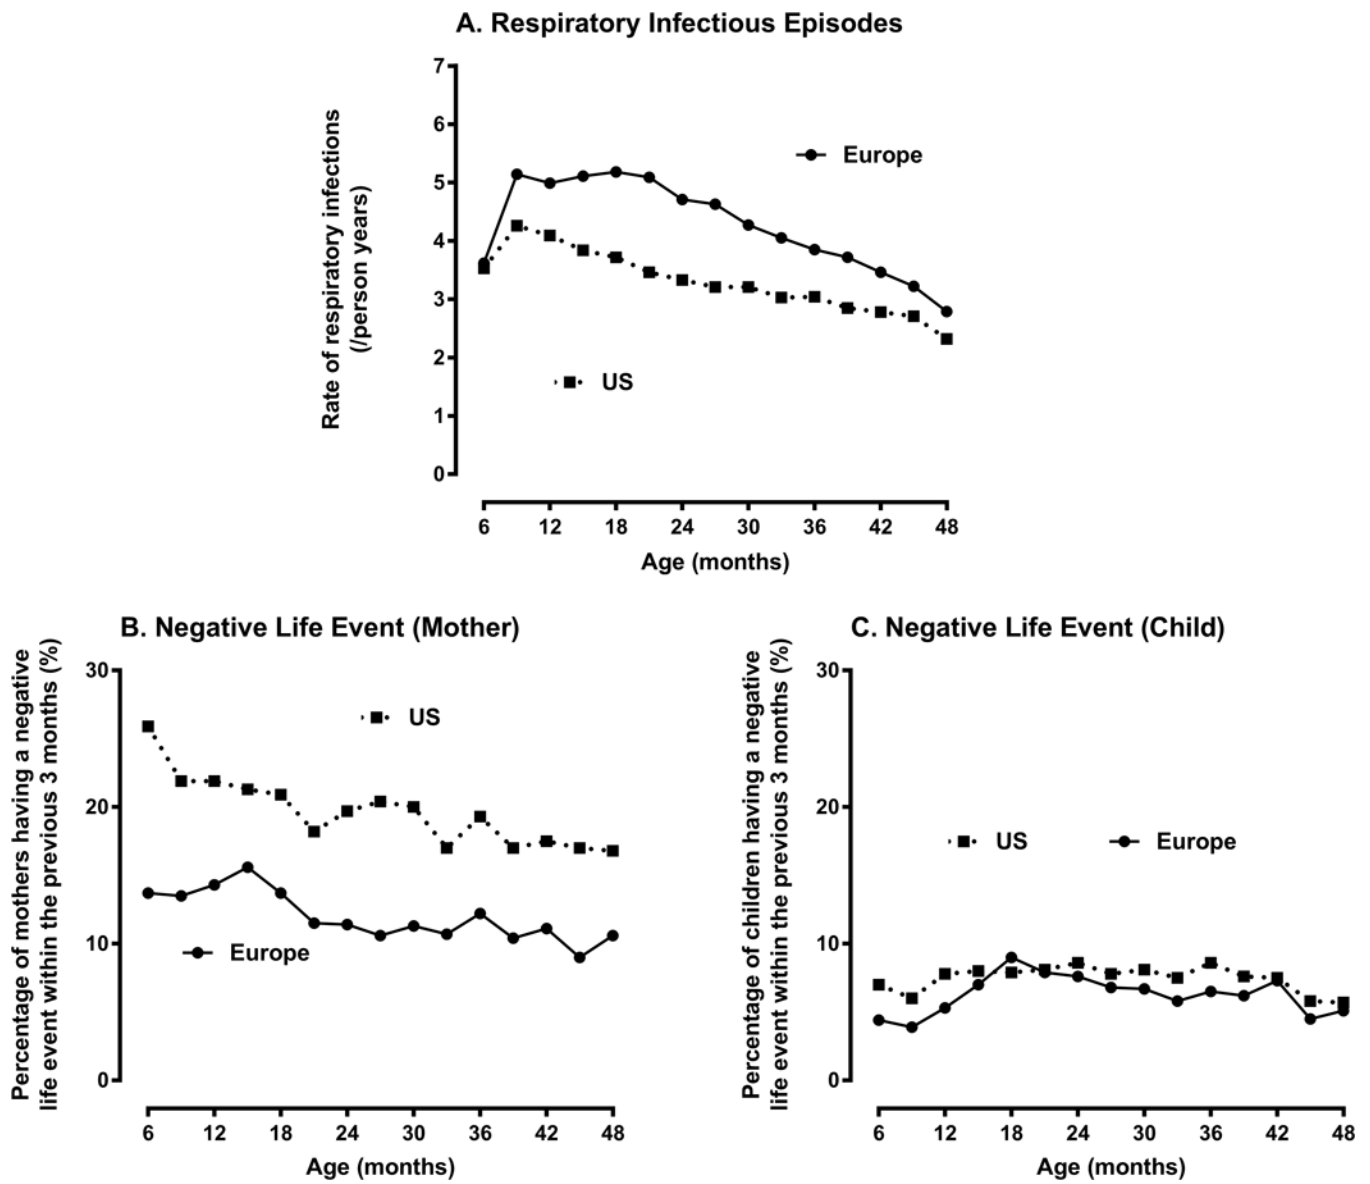 A. Respiratory Infectious Episodes
Rate of respiratory infections
(/person years)
7
6
5
4
3
2
1
0
Europe
US
6 12 18 24 30 36 42 48
Age (months)
B. Negative Life Event (Mother)
Percentage of mothers having a negative
life event within the previous 3 months (%)
30
20
10
0
US
Europe
6 12 18 24 30 36 42 48
Age (months)
C. Negative Life Event (Child)
Percentage of children having a negative
life event within the previous 3 months (%)
30
20
10
0
US Europe
6 12 18 24 30 36 42 48
Age (months)